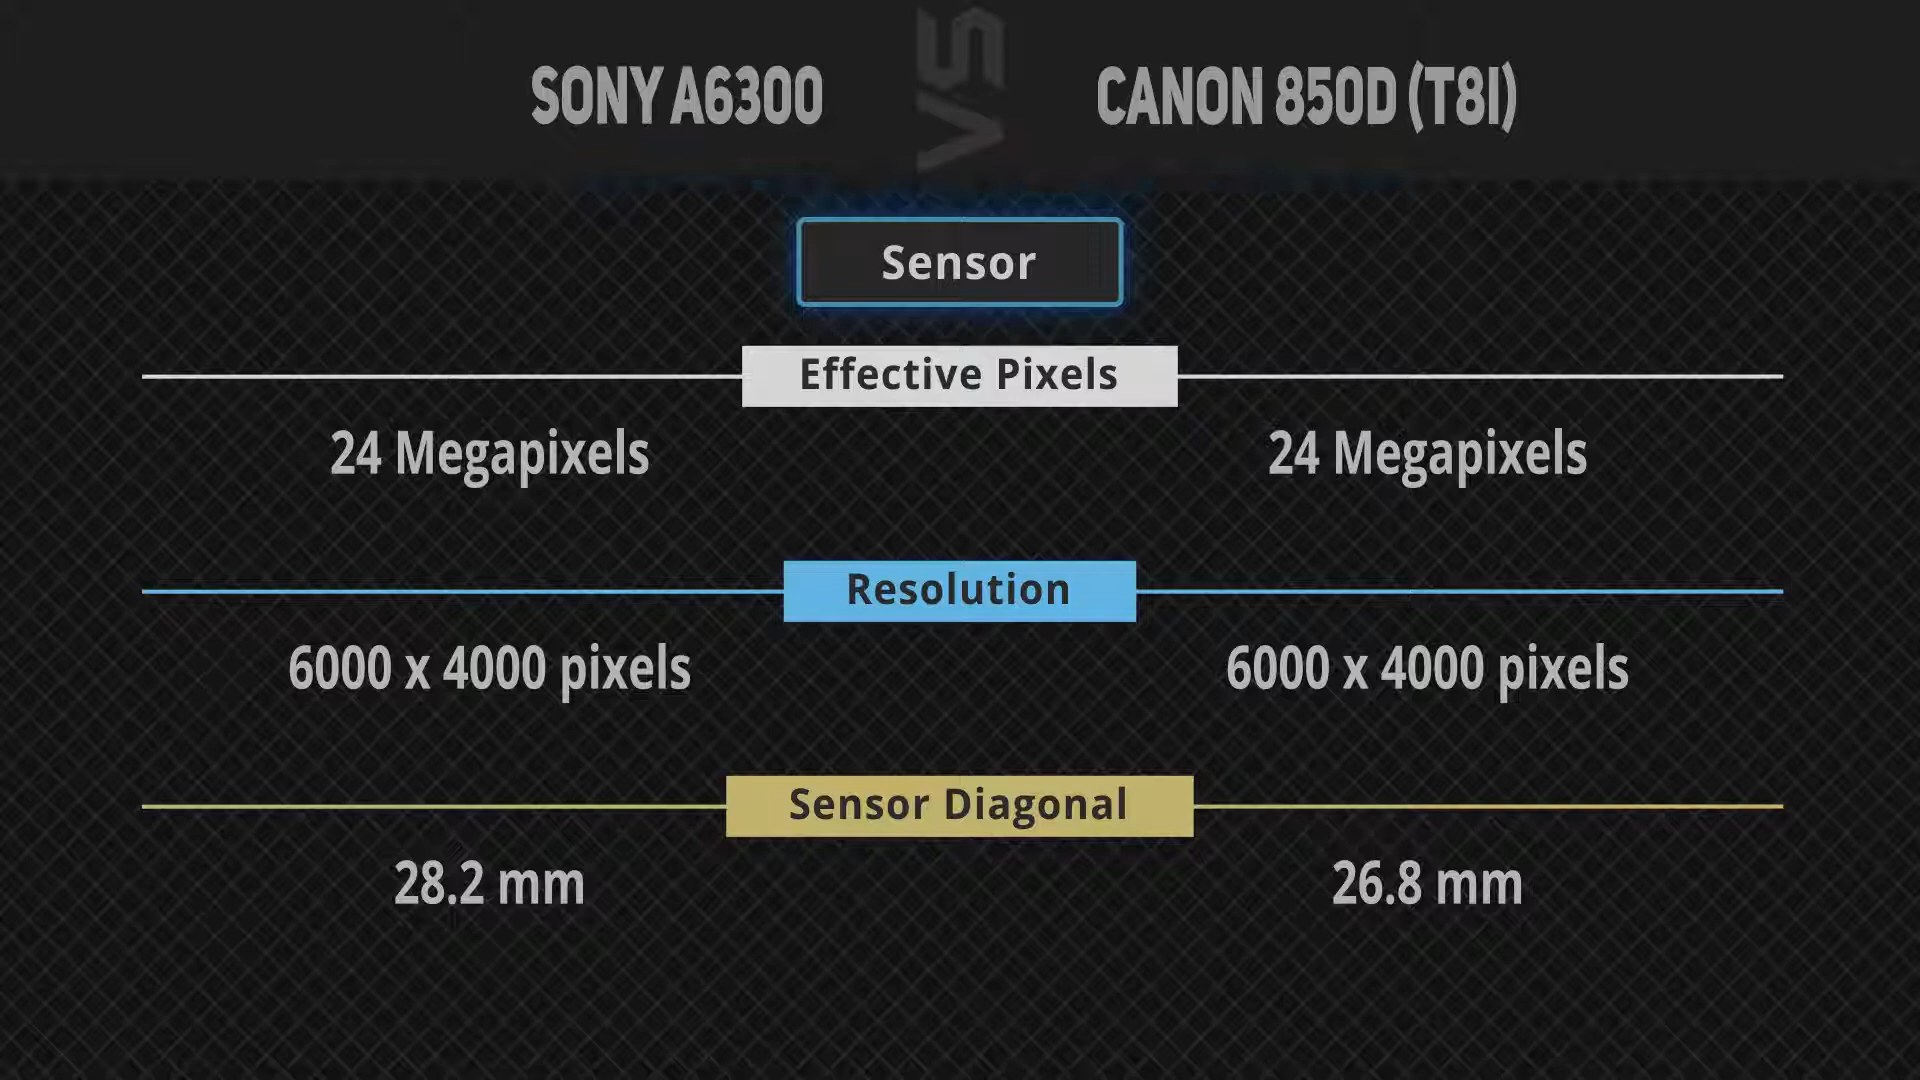 SONY A6300 VS CANON 850D (T8I)
Sensor
Effective Pixels
24 Megapixels 24 Megapixels
Resolution
6000 x 4000 pixels 6000 x 4000 pixels
Sensor Diagonal
28.2 mm 26.8 mm